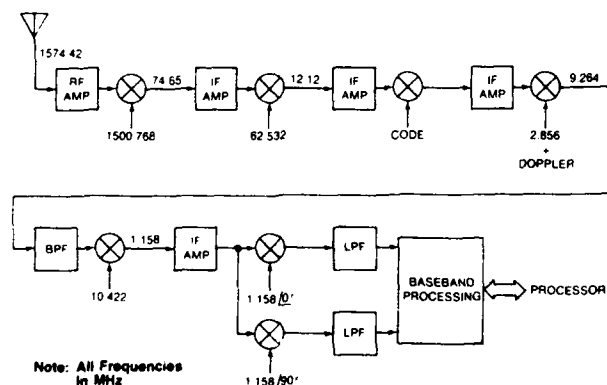 1574 42
RF AMP
74 65
IF AMP
12 12
IF AMP
IF AMP
9 264
1500 768
62 532
CODE
2.856 + DOPPLER
BPF
1 158
IF AMP
LPF
BASEBAND PROCESSING
PROCESSOR
10 422
1 158/0°
LPF
1 158/90°
Note: All Frequencies
In MHz